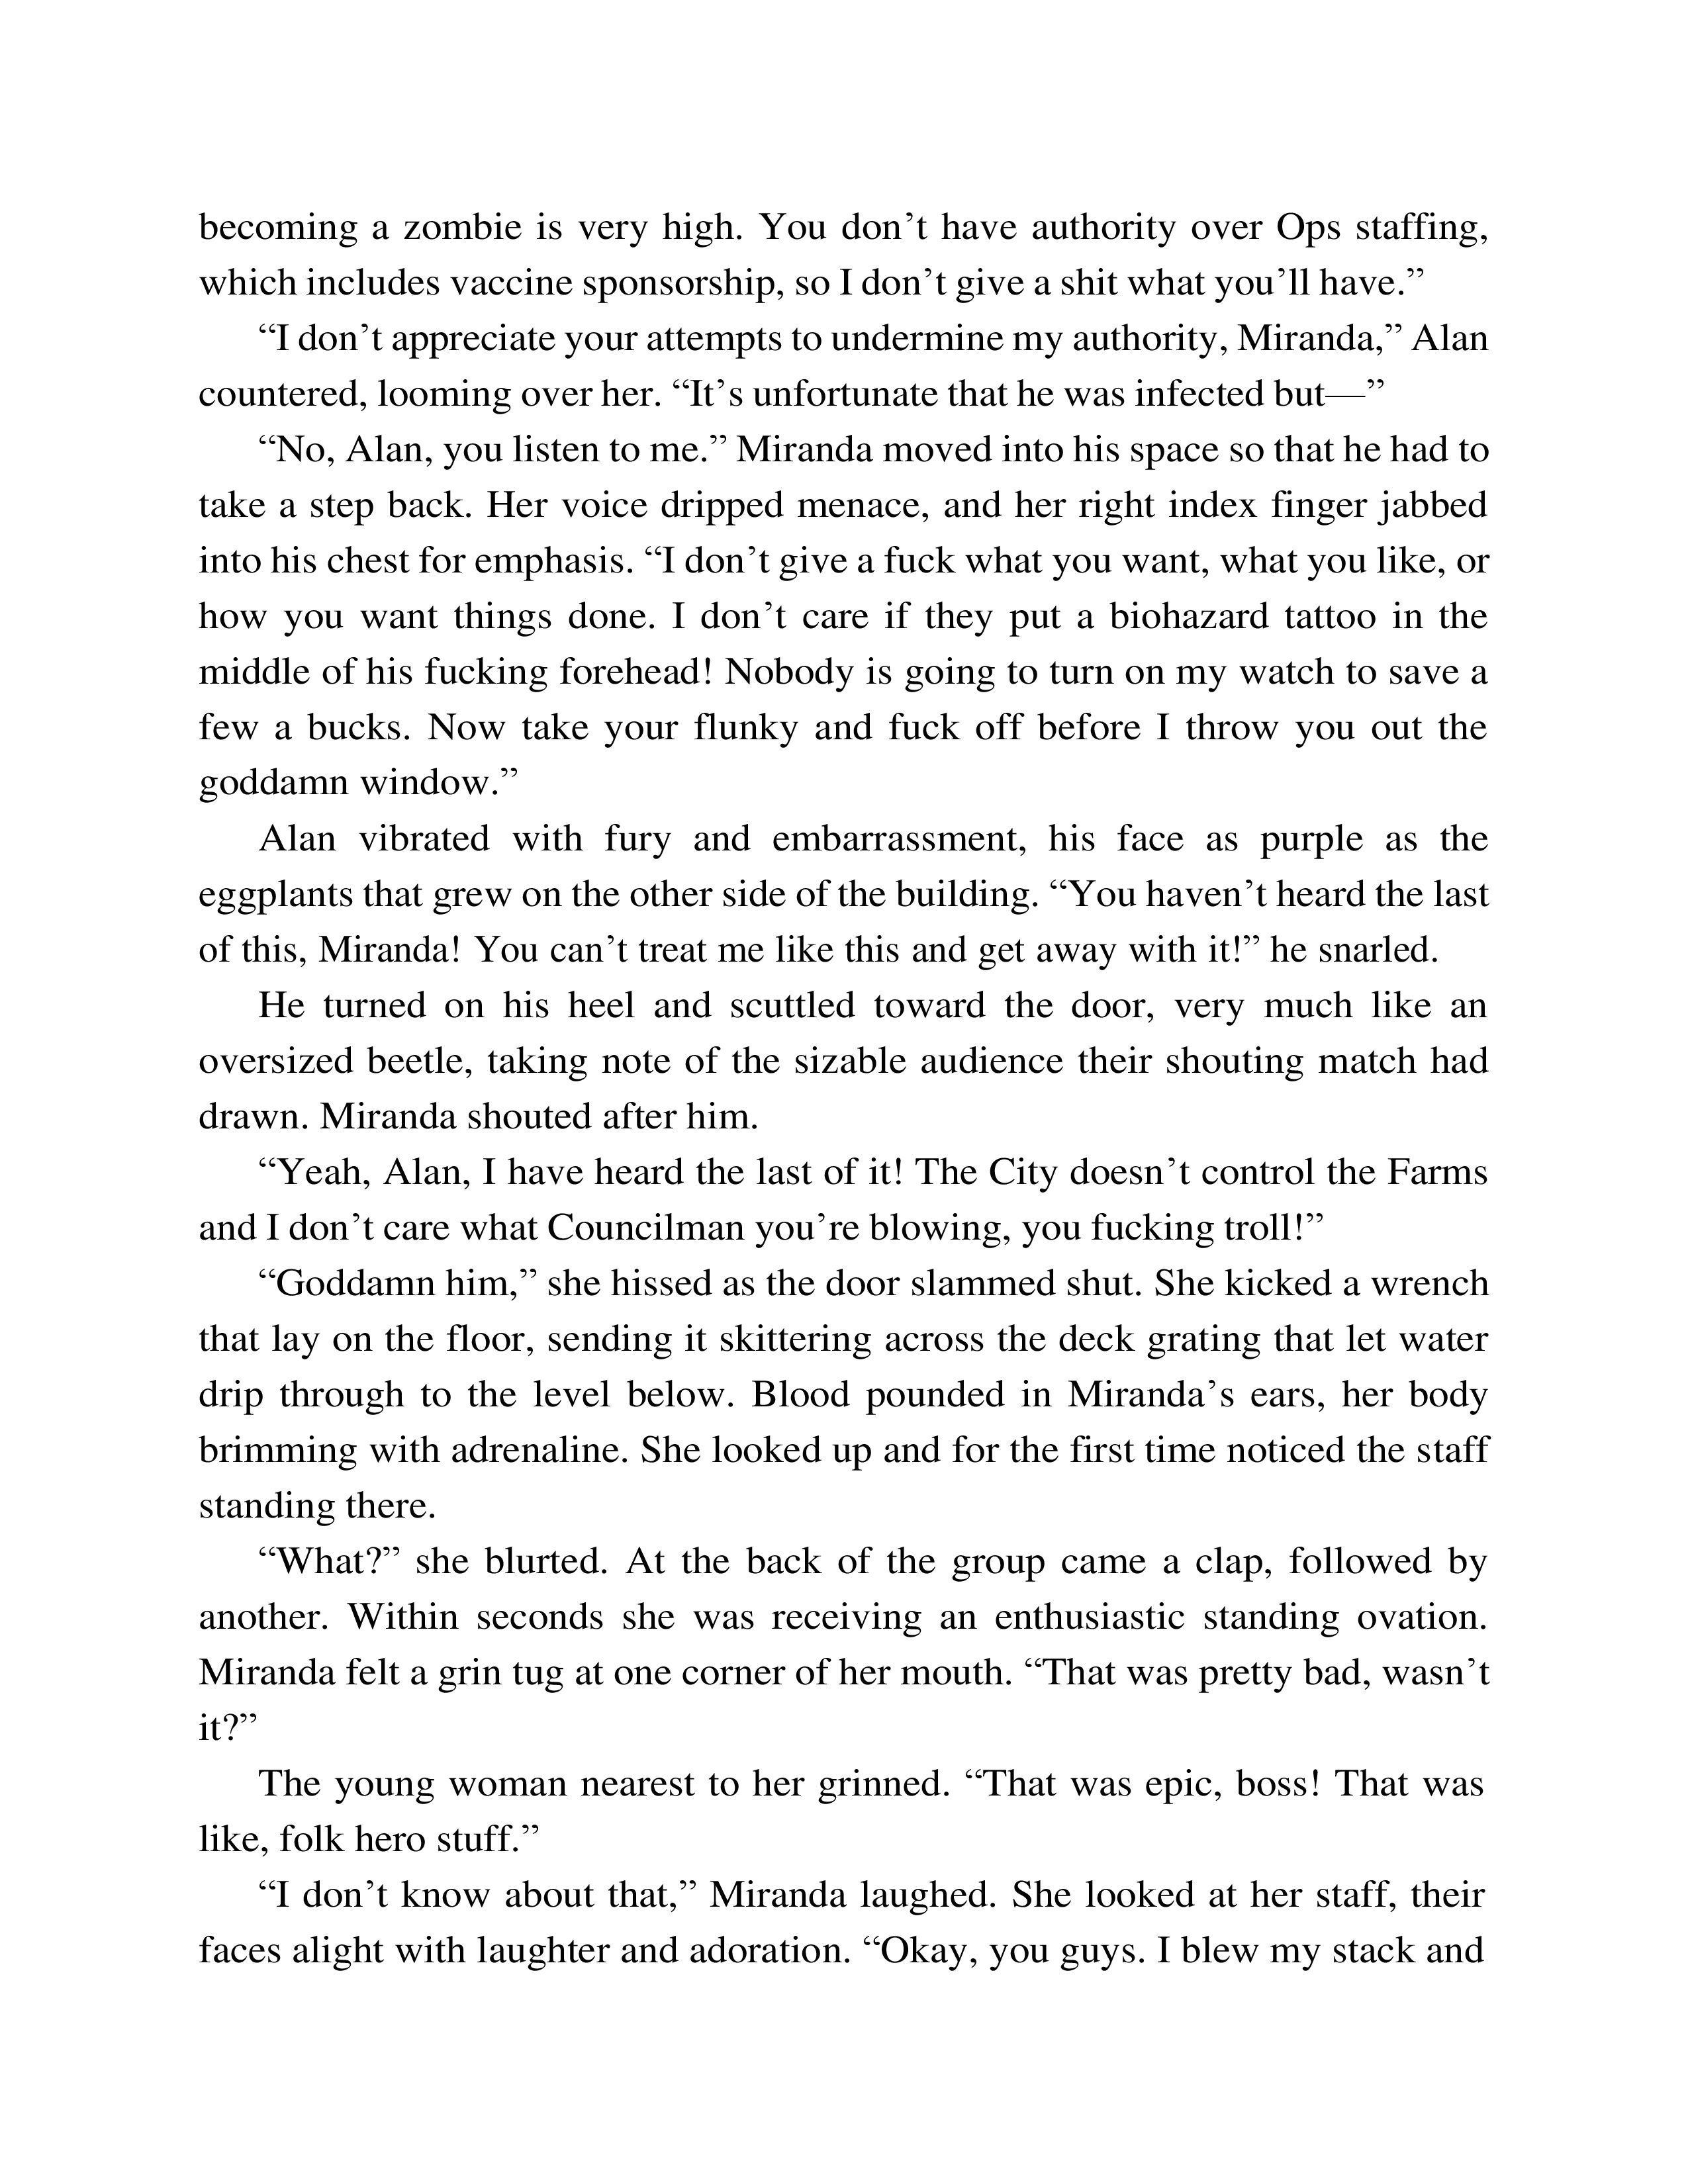 becoming a zombie is very high. You don’t have authority over Ops staffing,
which includes vaccine sponsorship, so I don’t give a shit what you’ll have.”
“I don’t appreciate your attempts to undermine my authority, Miranda,” Alan
countered, looming over her. “It’s unfortunate that he was infected but—”
“No, Alan, you listen to me.” Miranda moved into his space so that he had to
take a step back. Her voice dripped menace, and her right index finger jabbed
into his chest for emphasis. “I don’t give a fuck what you want, what you like, or
how you want things done. I don’t care if they put a biohazard tattoo in the
middle of his fucking forehead! Nobody is going to turn on my watch to save a
few a bucks. Now take your flunky and fuck off before I throw you out the
goddamn window.”
Alan vibrated with fury and embarrassment, his face as purple as the
eggplants that grew on the other side of the building. “You haven’t heard the last
of this, Miranda! You can’t treat me like this and get away with it!” he snarled.
He turned on his heel and scuttled toward the door, very much like an
oversized beetle, taking note of the sizable audience their shouting match had
drawn. Miranda shouted after him.
“Yeah, Alan, I have heard the last of it! The City doesn’t control the Farms
and I don’t care what Councilman you’re blowing, you fucking troll!”
“Goddamn him,” she hissed as the door slammed shut. She kicked a wrench
that lay on the floor, sending it skittering across the deck grating that let water
drip through to the level below. Blood pounded in Miranda’s ears, her body
brimming with adrenaline. She looked up and for the first time noticed the staff
standing there.
“What?” she blurted. At the back of the group came a clap, followed by
another. Within seconds she was receiving an enthusiastic standing ovation.
Miranda felt a grin tug at one corner of her mouth. “That was pretty bad, wasn’t
it?”
The young woman nearest to her grinned. “That was epic, boss! That was
like, folk hero stuff.”
“I don’t know about that,” Miranda laughed. She looked at her staff, their
faces alight with laughter and adoration. “Okay, you guys. I blew my stack and